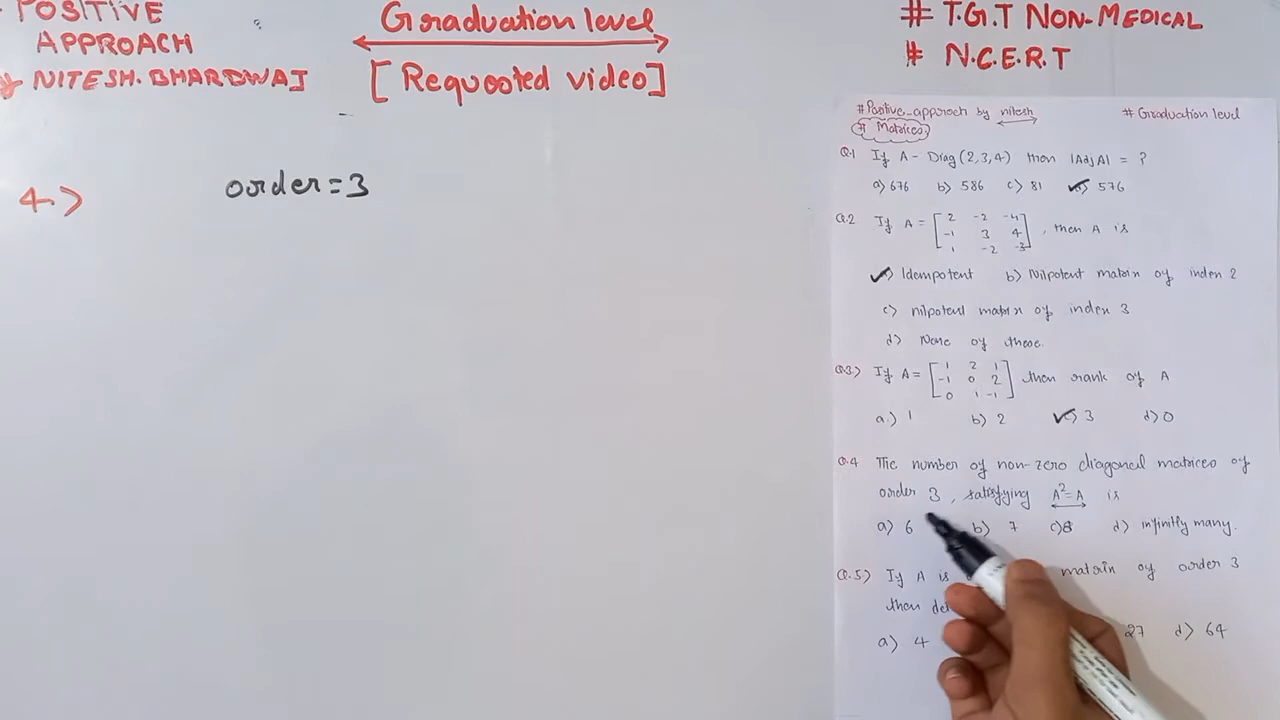 POSITIVE
APPROACH
NITESH.BHARDWAJ
Graduation level
[Requested video]
# T.G.T NON-MEDICAL
# N.C.E.R.T
4.>
order=3
#Positive_approch by nitesh
#Graduation level
# Matrices.
Q.1 If A- Diag(2,3,4) then |AdjA| = ?
a) 676 b) 586 c) 81 d) 576
Q.2 If A = [2 -2 -4
-1 3 4
1 -2 -3], then A is
Idempotent b) Nilpotent matrix of index 2
c) nilpotent matrix of index 3
d) None of these.
Q.3) If A = [1 2 1
-1 0 2
0 1 -1] then rank of A
a.) 1 b) 2 c) 3 d) 0
Q.4 The number of non-zero diagonal matrices of
order 3, satisfying A²=A is
a) 6 b) 7 c) 8 d) infinitly many.
Q.5) If A is matrix of order 3
then
a) 4 27 d) 64